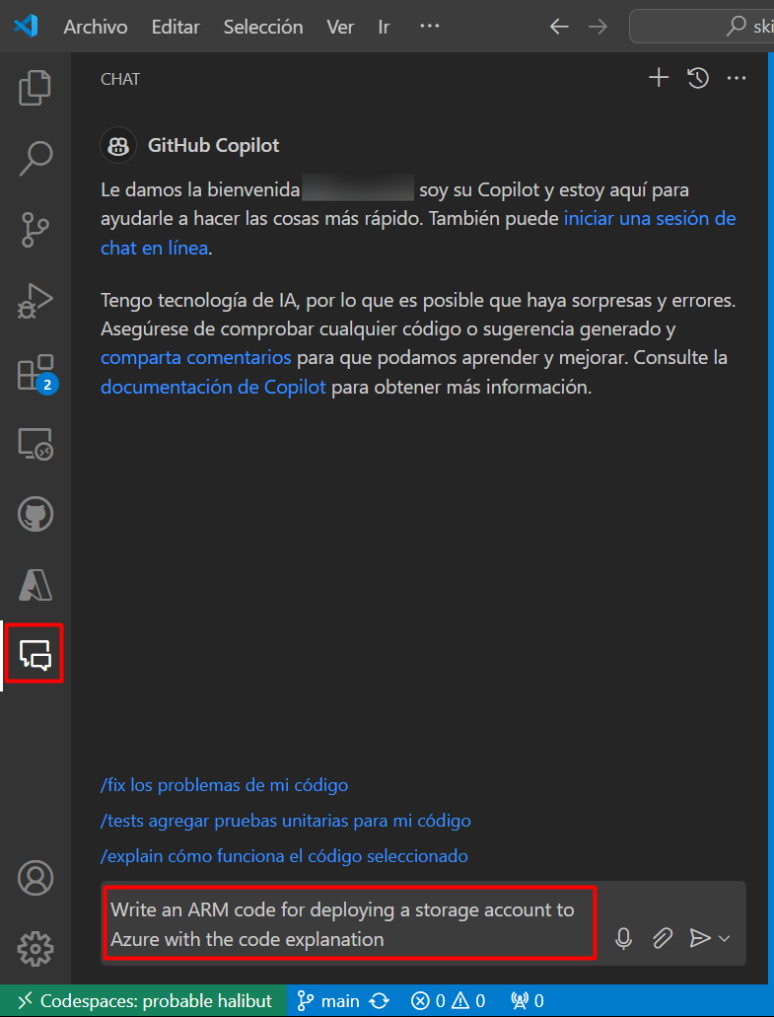 Archivo Editar Selección Ver Ir ··· ski
CHAT
GitHub Copilot
Le damos la bienvenida soy su Copilot y estoy aquí para
ayudarle a hacer las cosas más rápido. También puede iniciar una sesión de
chat en línea.
Tengo tecnología de IA, por lo que es posible que haya sorpresas y errores.
Asegúrese de comprobar cualquier código o sugerencia generado y
comparta comentarios para que podamos aprender y mejorar. Consulte la
documentación de Copilot para obtener más información.
2
/fix los problemas de mi código
/tests agregar pruebas unitarias para mi código
/explain cómo funciona el código seleccionado
Write an ARM code for deploying a storage account to
Azure with the code explanation
Codespaces: probable halibut main 0 0 0